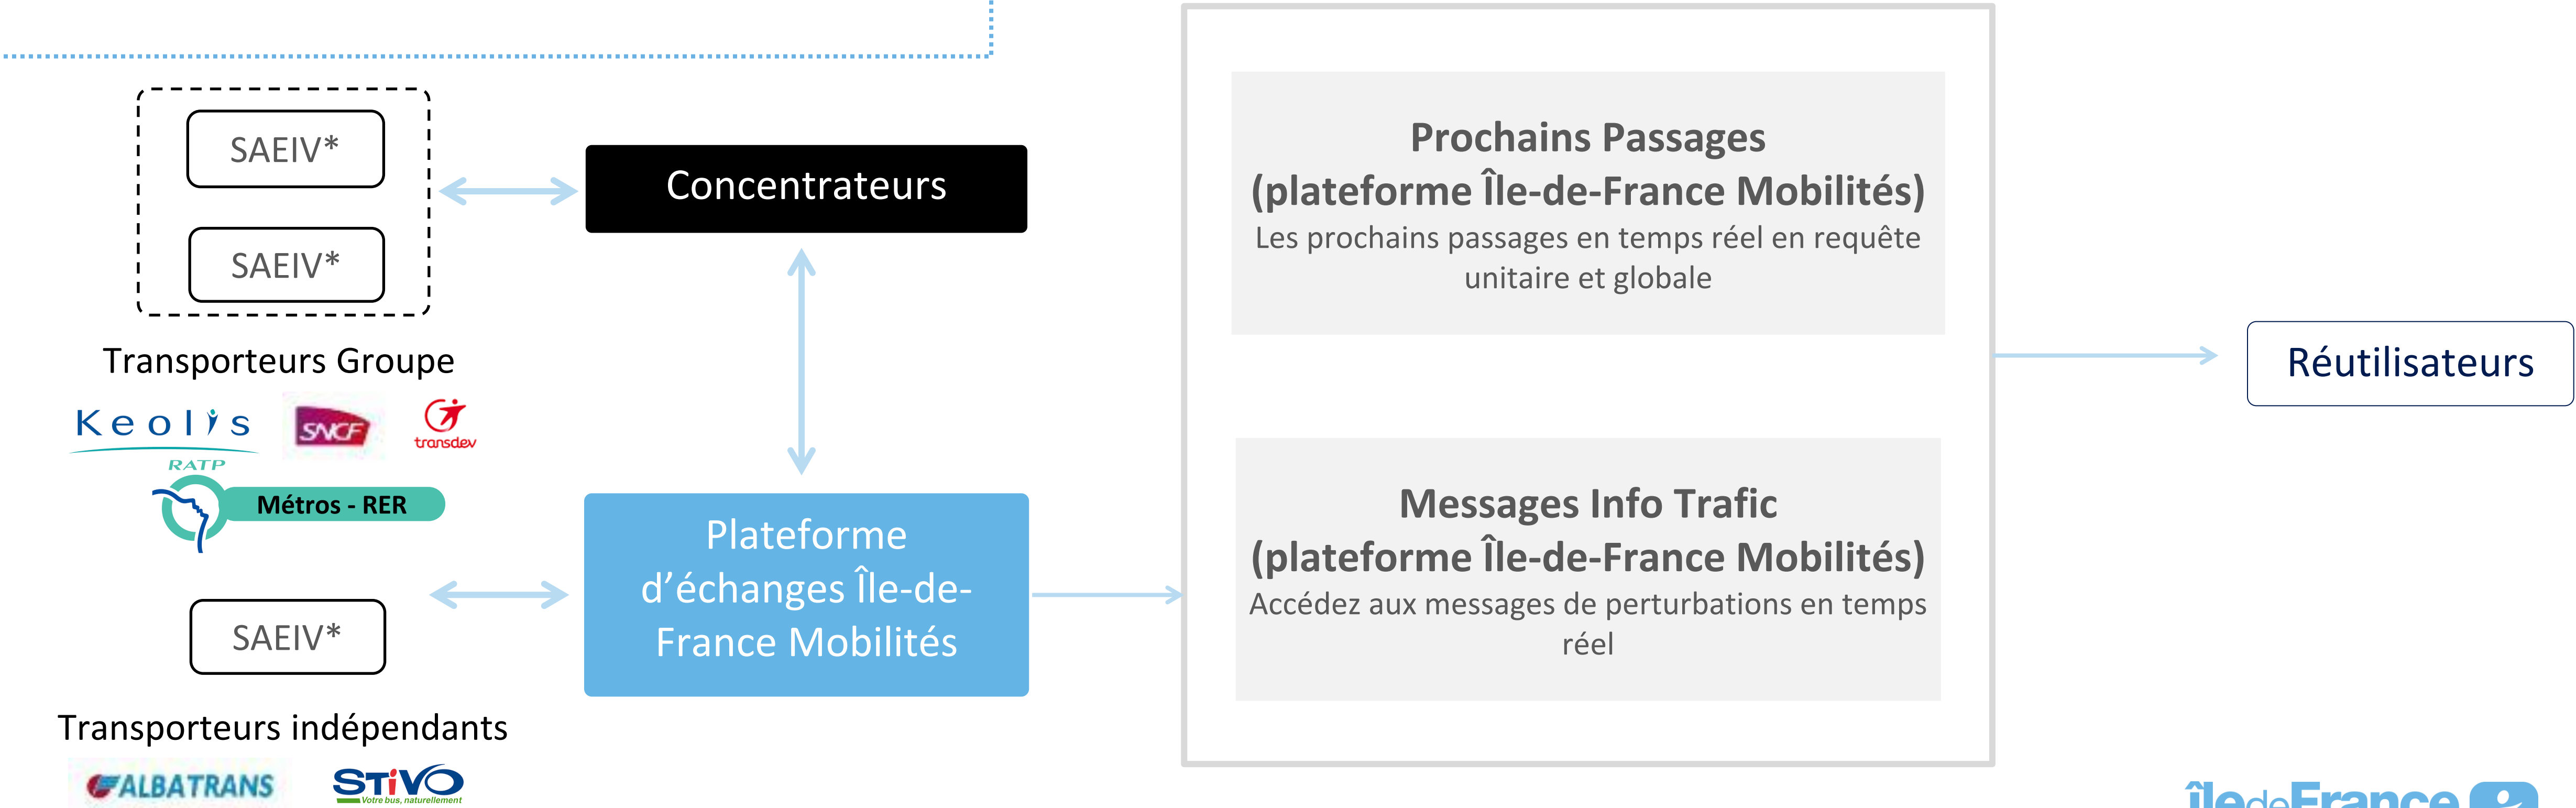 SAEIV*
SAEIV*
Transporteurs Groupe
Keolis
SNCF
transdev
RATP
Métros - RER
SAEIV*
Transporteurs indépendants
ALBATRANS
STiVO
Votre bus, naturellement
Concentrateurs
Plateforme
d’échanges Île-de-
France Mobilités
Prochains Passages
(plateforme Île-de-France Mobilités)
Les prochains passages en temps réel en requête
unitaire et globale
Messages Info Trafic
(plateforme Île-de-France Mobilités)
Accédez aux messages de perturbations en temps
réel
Réutilisateurs
îledeFrance